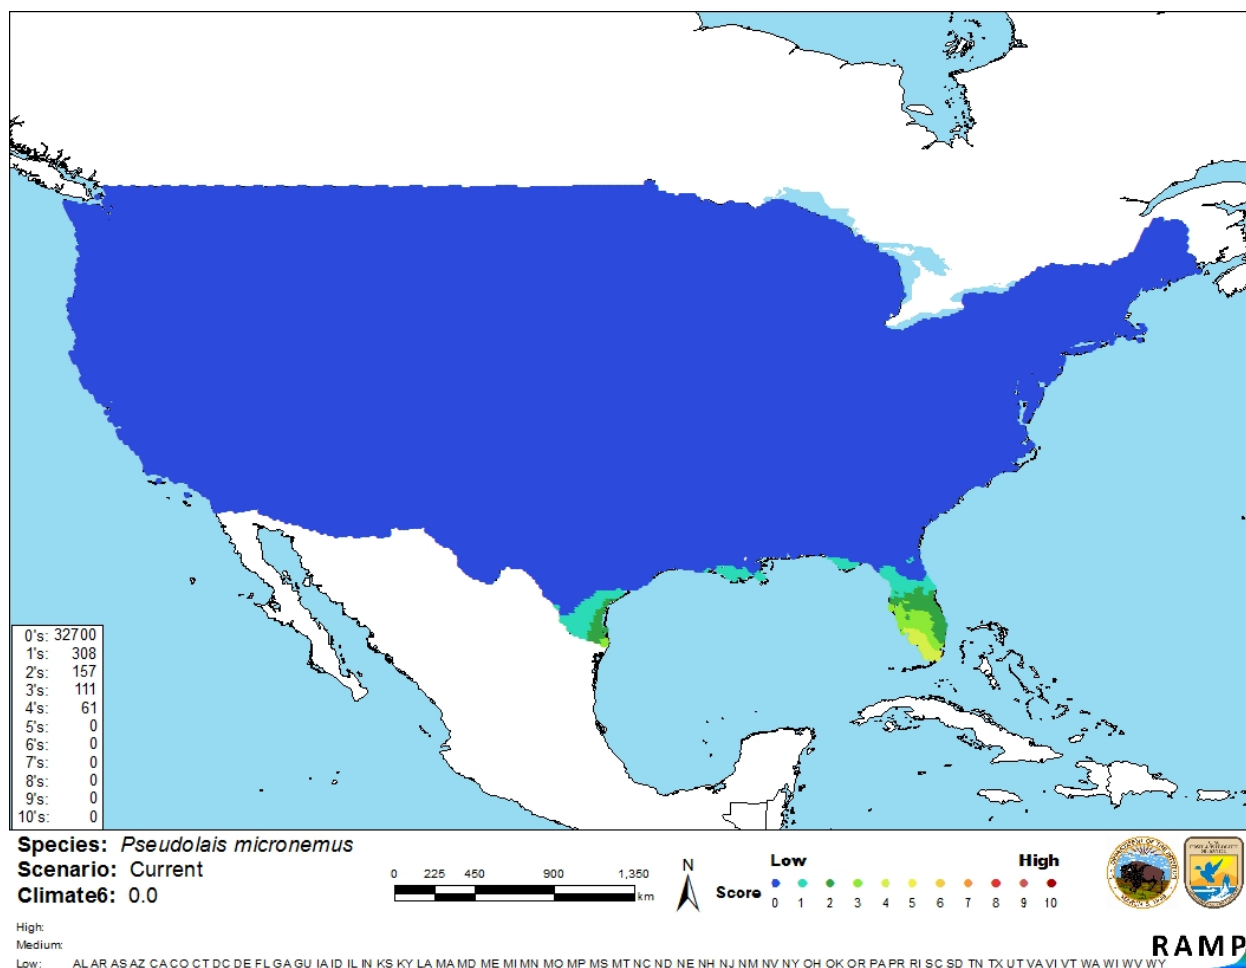 0's: 32700
1's: 308
2's: 157
3's: 111
4's: 61
5's: 0
6's: 0
7's: 0
8's: 0
9's: 0
10's: 0
Species: Pseudolais micronemus
Scenario: Current
Climate6: 0.0
0 225 450 900 1,350
km
N
Low High
Score 0 1 2 3 4 5 6 7 8 9 10
High:
Medium:
RAMP
Low: AL AR AS AZ CA CO CT DC DE FL GA GU IA ID IL IN KS KY LA MA MD ME MI MN MO MP MS MT NC ND NE NH NJ NM NV NY OH OK OR PA PR RI SC SD TN TX UT VA VI VT WA WI WV WY